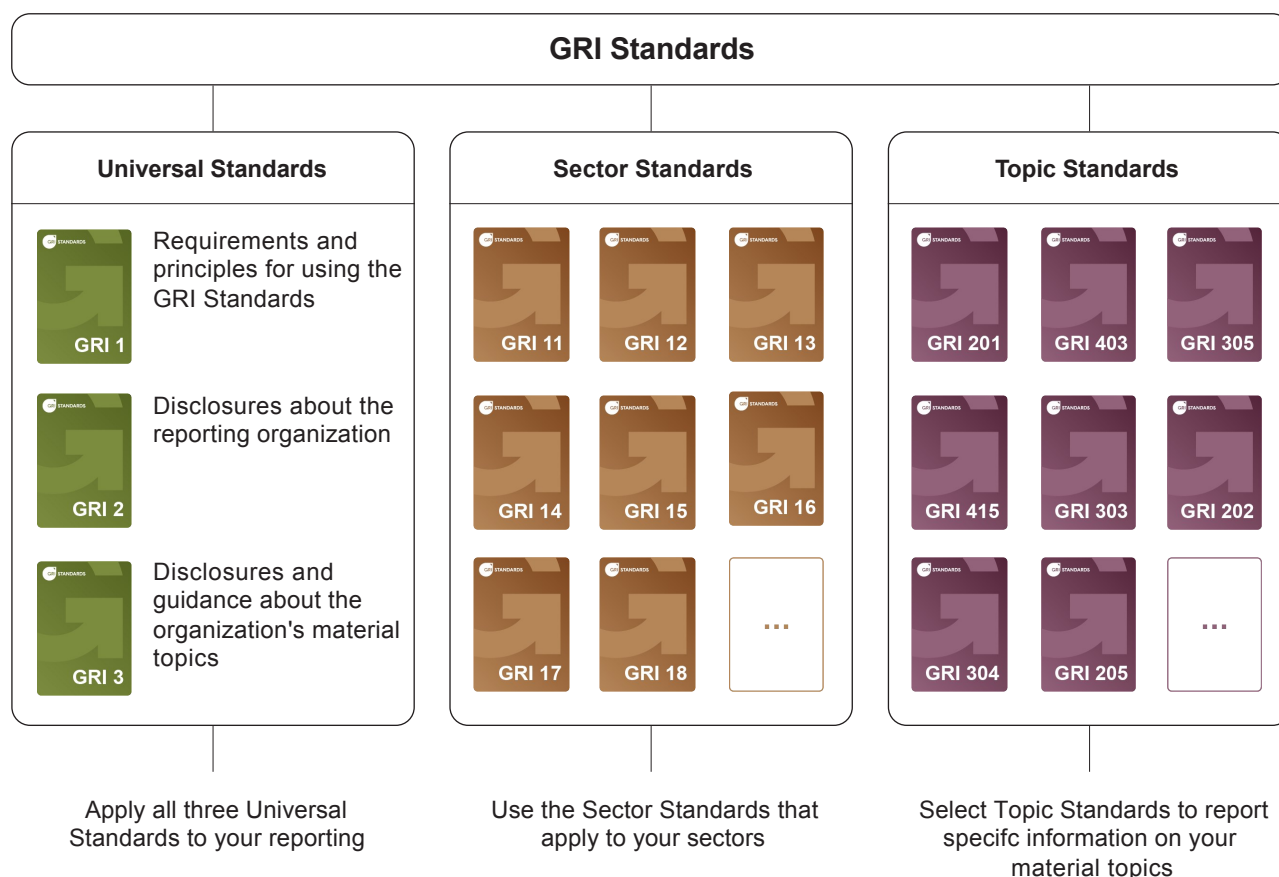 GRI Standards
Universal Standards
GRI STANDARDS
GRI 1
Requirements and
principles for using the
GRI Standards
GRI STANDARDS
GRI 2
Disclosures about the
reporting organization
GRI STANDARDS
GRI 3
Disclosures and
guidance about the
organization's material
topics
Apply all three Universal
Standards to your reporting
Sector Standards
GRI STANDARDS
GRI 11
GRI STANDARDS
GRI 12
GRI STANDARDS
GRI 13
GRI STANDARDS
GRI 14
GRI STANDARDS
GRI 15
GRI STANDARDS
GRI 16
GRI STANDARDS
GRI 17
GRI STANDARDS
GRI 18
...
Use the Sector Standards that
apply to your sectors
Topic Standards
GRI STANDARDS
GRI 201
GRI STANDARDS
GRI 403
GRI STANDARDS
GRI 305
GRI STANDARDS
GRI 415
GRI STANDARDS
GRI 303
GRI STANDARDS
GRI 202
GRI STANDARDS
GRI 304
GRI STANDARDS
GRI 205
...
Select Topic Standards to report
specifc information on your
material topics